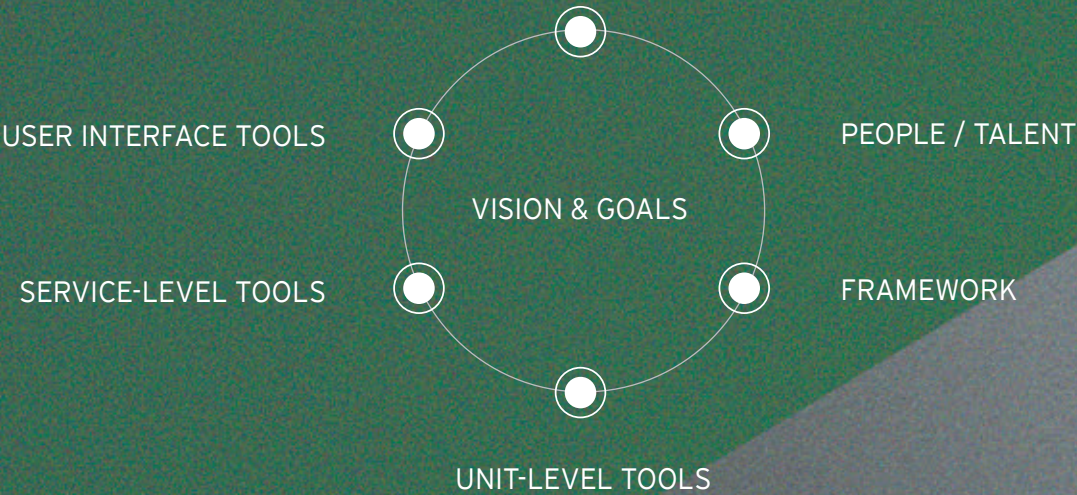 USER INTERFACE TOOLS
PEOPLE / TALENT
VISION & GOALS
SERVICE-LEVEL TOOLS
FRAMEWORK
UNIT-LEVEL TOOLS